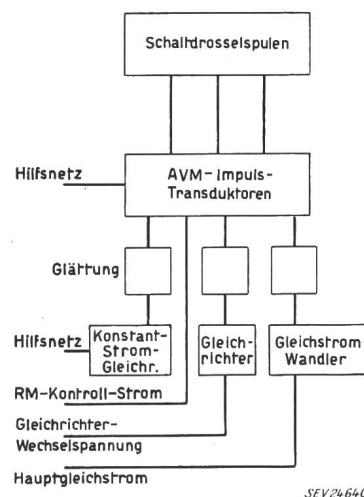 Schaltdrosselspulen
Hilfsnetz
AVM-Impuls-
Transduktoren
Glättung
Hilfsnetz
Konstant-
Strom-
Gleichr.
Gleich-
richter
Gleichstrom-
Wandler
RM-Kontroll-Strom
Gleichrichter-
Wechselspannung
Hauptgleichstrom
SEV24640